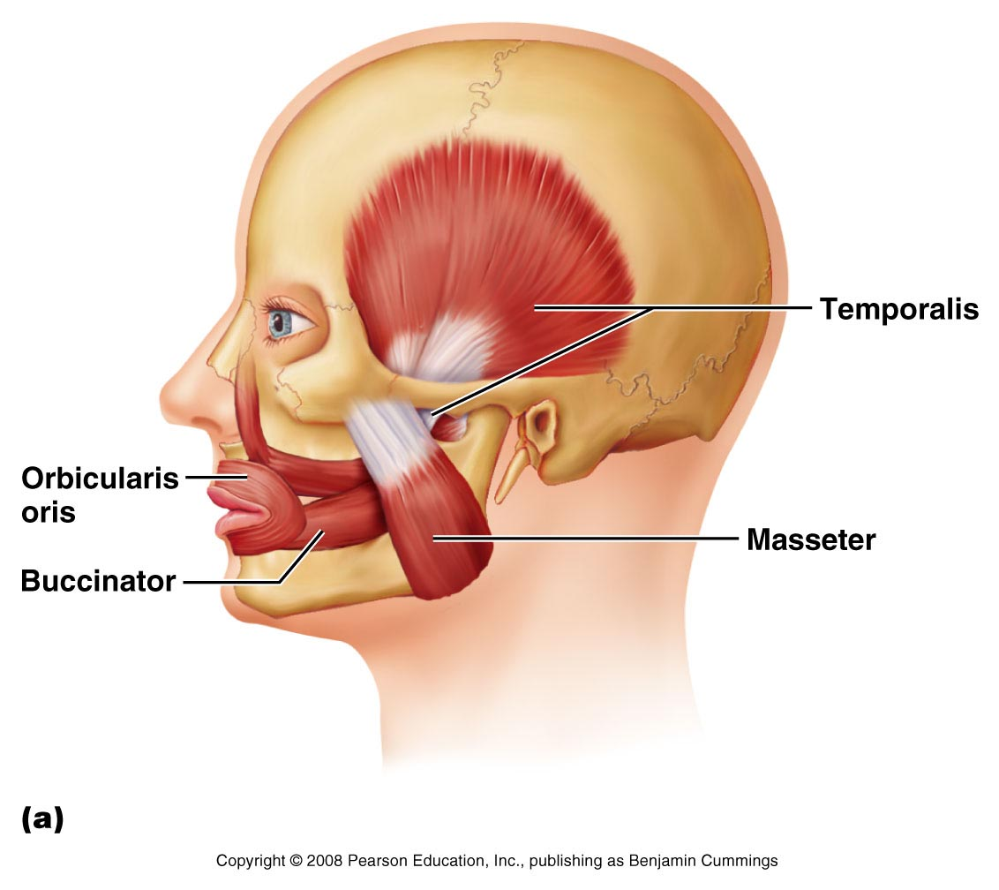 Temporalis
Orbicularis
oris
Masseter
Buccinator
(a)
Copyright © 2008 Pearson Education, Inc., publishing as Benjamin Cummings